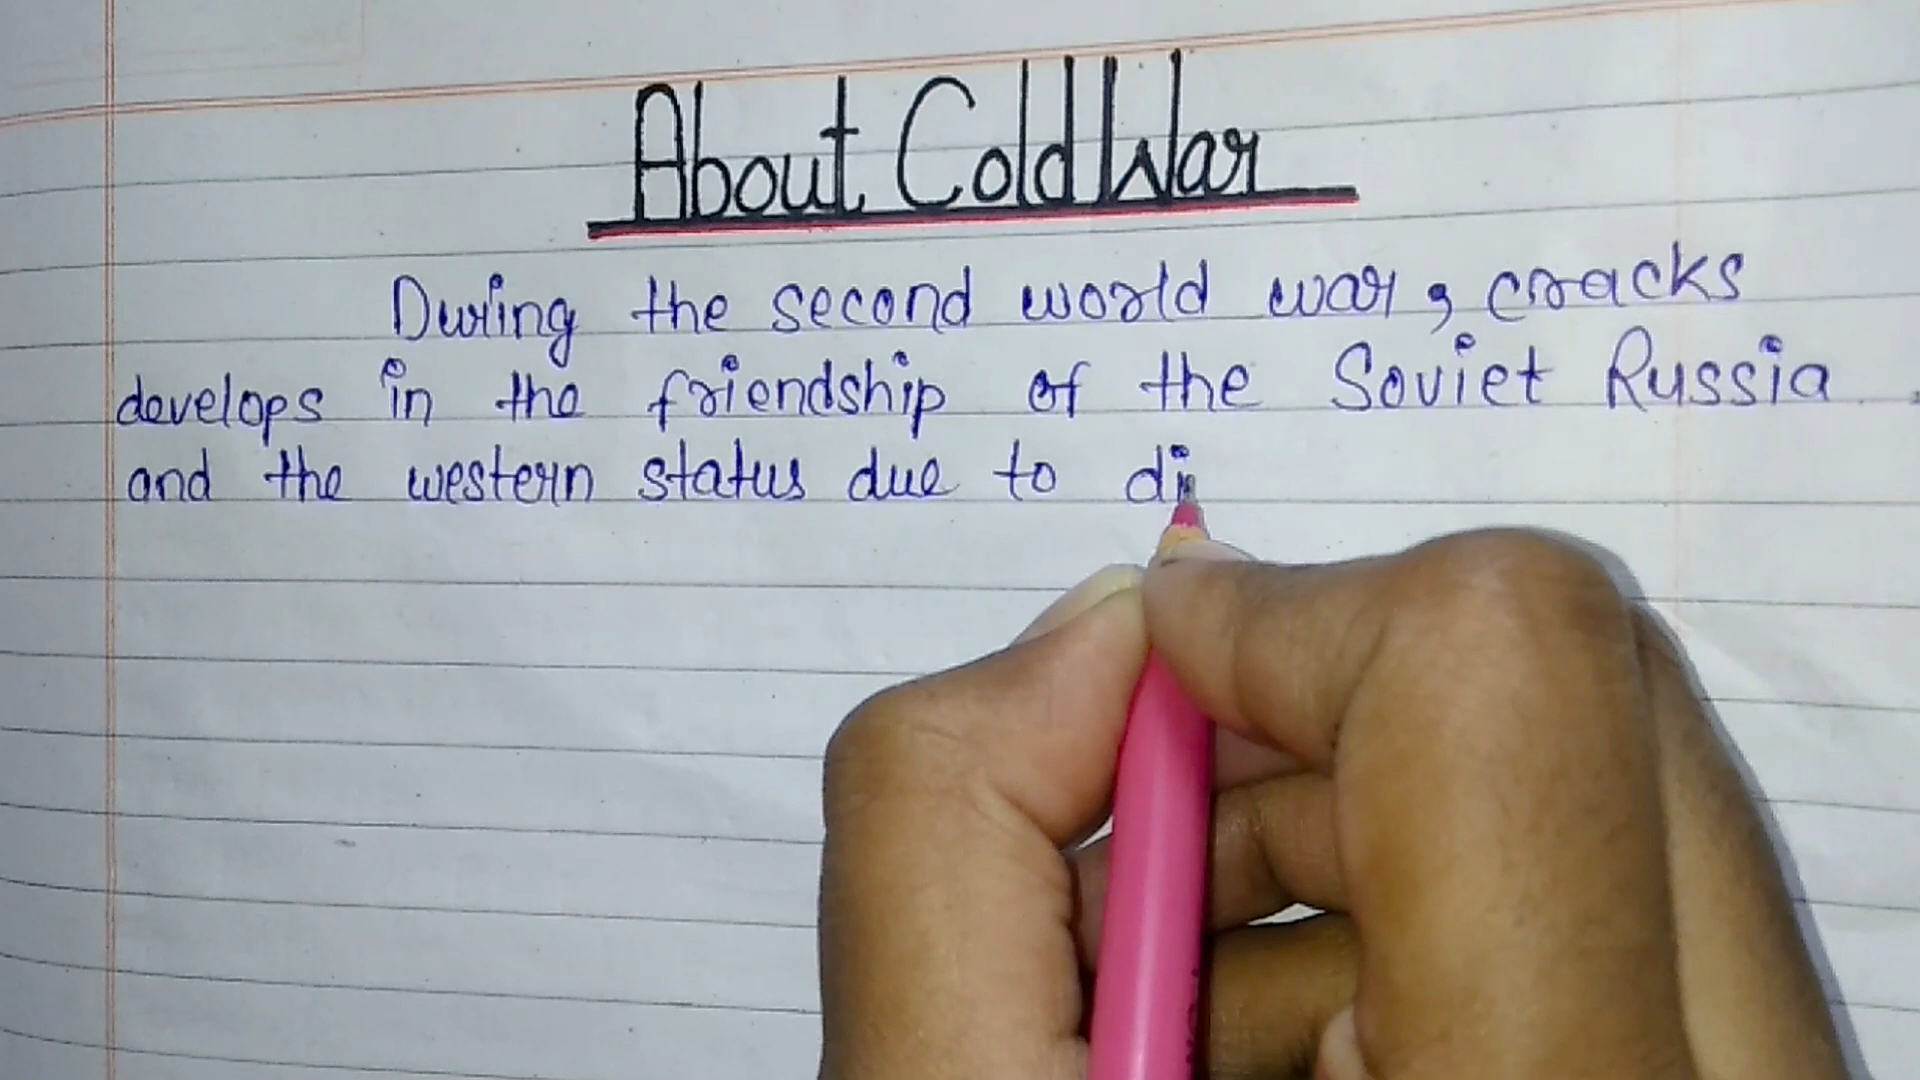 About Cold War
During the second world war, cracks
develops in the friendship of the Soviet Russia
and the western status due to di